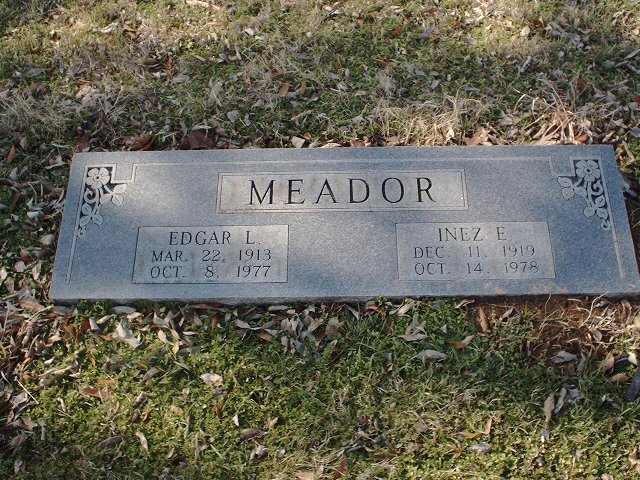 MEADOR
EDGAR L.
MAR. 22, 1913
OCT. 8, 1977
INEZ E.
DEC. 11, 1919
OCT. 14, 1978